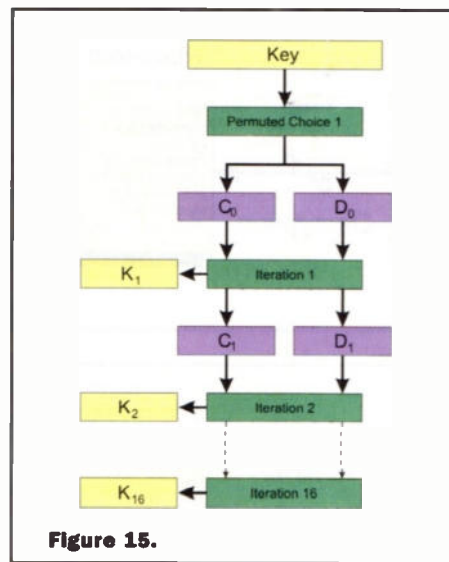 Key
Permuted Choice 1
C₀ D₀
K₁ Iteration 1
C₁ D₁
K₂ Iteration 2
K₁₆ Iteration 16
Figure 15.